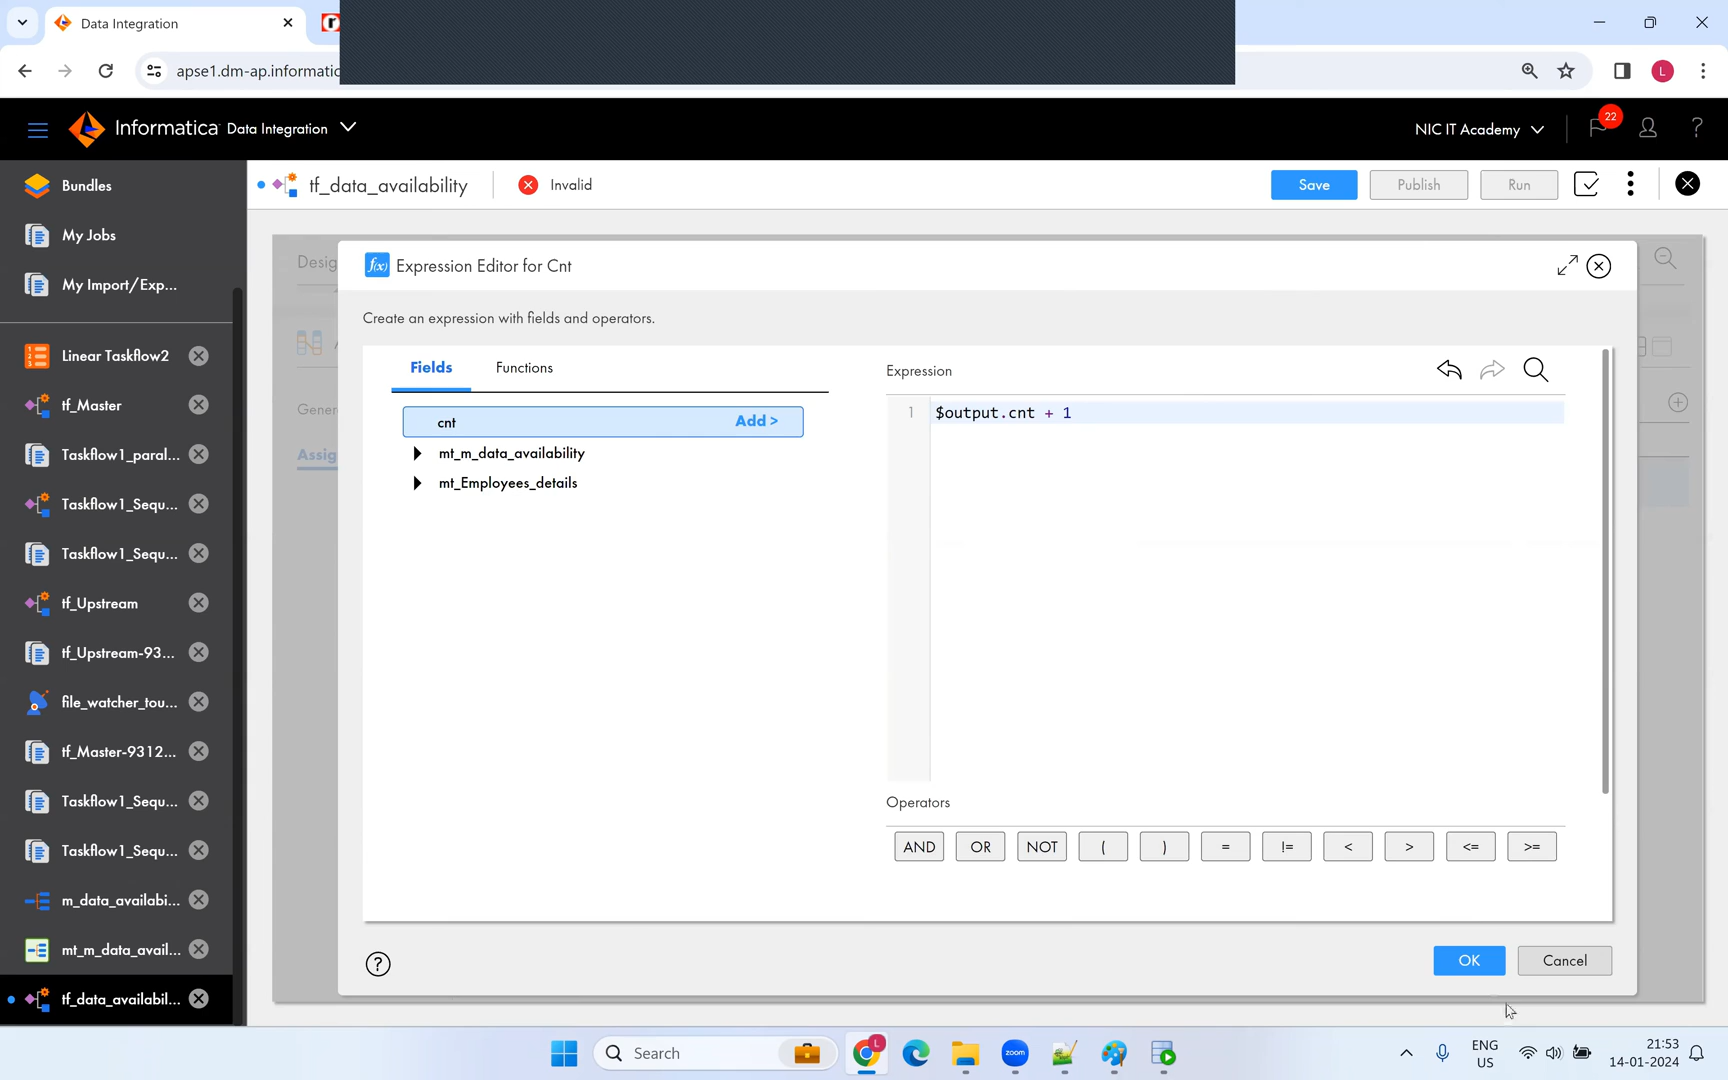 Data Integration
apse1.dm-ap.informatic
L
Informatica Data Integration
NIC IT Academy
22
?
Bundles
My Jobs
My Import/Exp...
Linear Taskflow2
tf_Master
Taskflow1_paral...
Taskflow1_Sequ...
Taskflow1_Sequ...
tf_Upstream
tf_Upstream-93...
file_watcher_tou...
tf_Master-9312...
Taskflow1_Sequ...
Taskflow1_Sequ...
m_data_availabi...
mt_m_data_avail...
tf_data_availabil...
tf_data_availability
Invalid
Save
Publish
Run
Desig
Gener
Assig
f(x) Expression Editor for Cnt
Create an expression with fields and operators.
Fields
Functions
cnt
Add >
mt_m_data_availability
mt_Employees_details
Expression
1 $output.cnt + 1
Operators
AND OR NOT ( ) = != < > <= >=
?
OK
Cancel
Search
L
zoom
ENG
US
21:53
14-01-2024